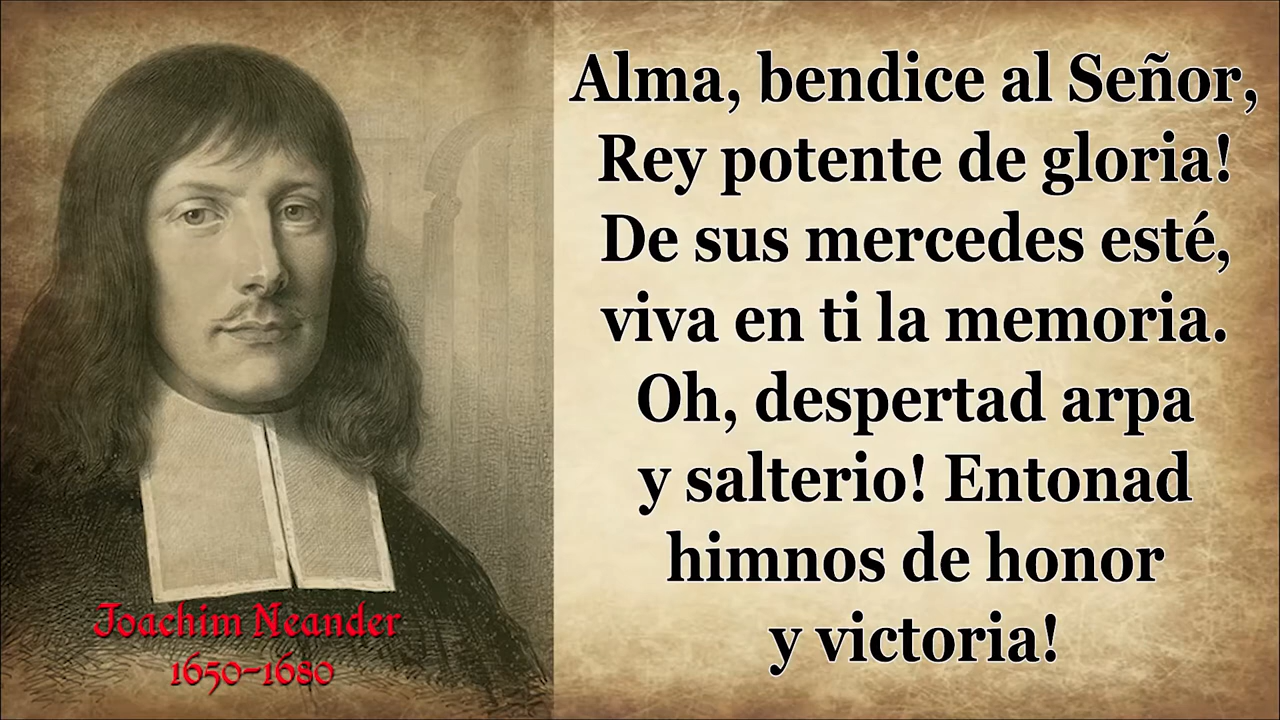 Alma, bendice al Señor,
Rey potente de gloria!
De sus mercedes esté,
viva en ti la memoria.
Oh, despertad arpa
y salterio! Entonad
himnos de honor
y victoria!
Joachim Neander
1650-1680